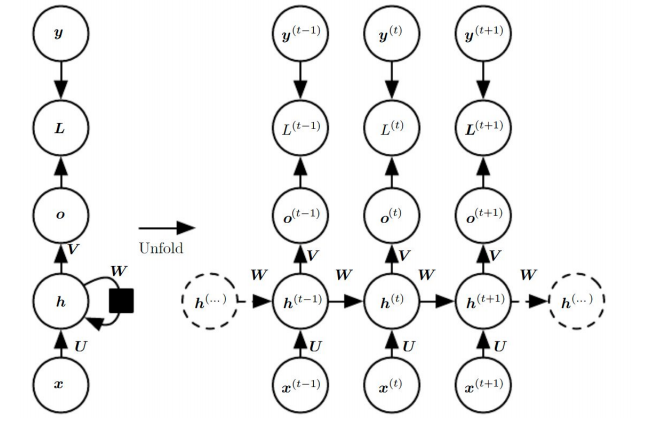 y y^(t−1) y^(t) y^(t+1)
L L^(t−1) L^(t) L^(t+1)
o o^(t−1) o^(t) o^(t+1)
Unfold
V V V V
W W W W W
h h^(...) h^(t−1) h^(t) h^(t+1) h^(...)
U U U U
x x^(t−1) x^(t) x^(t+1)